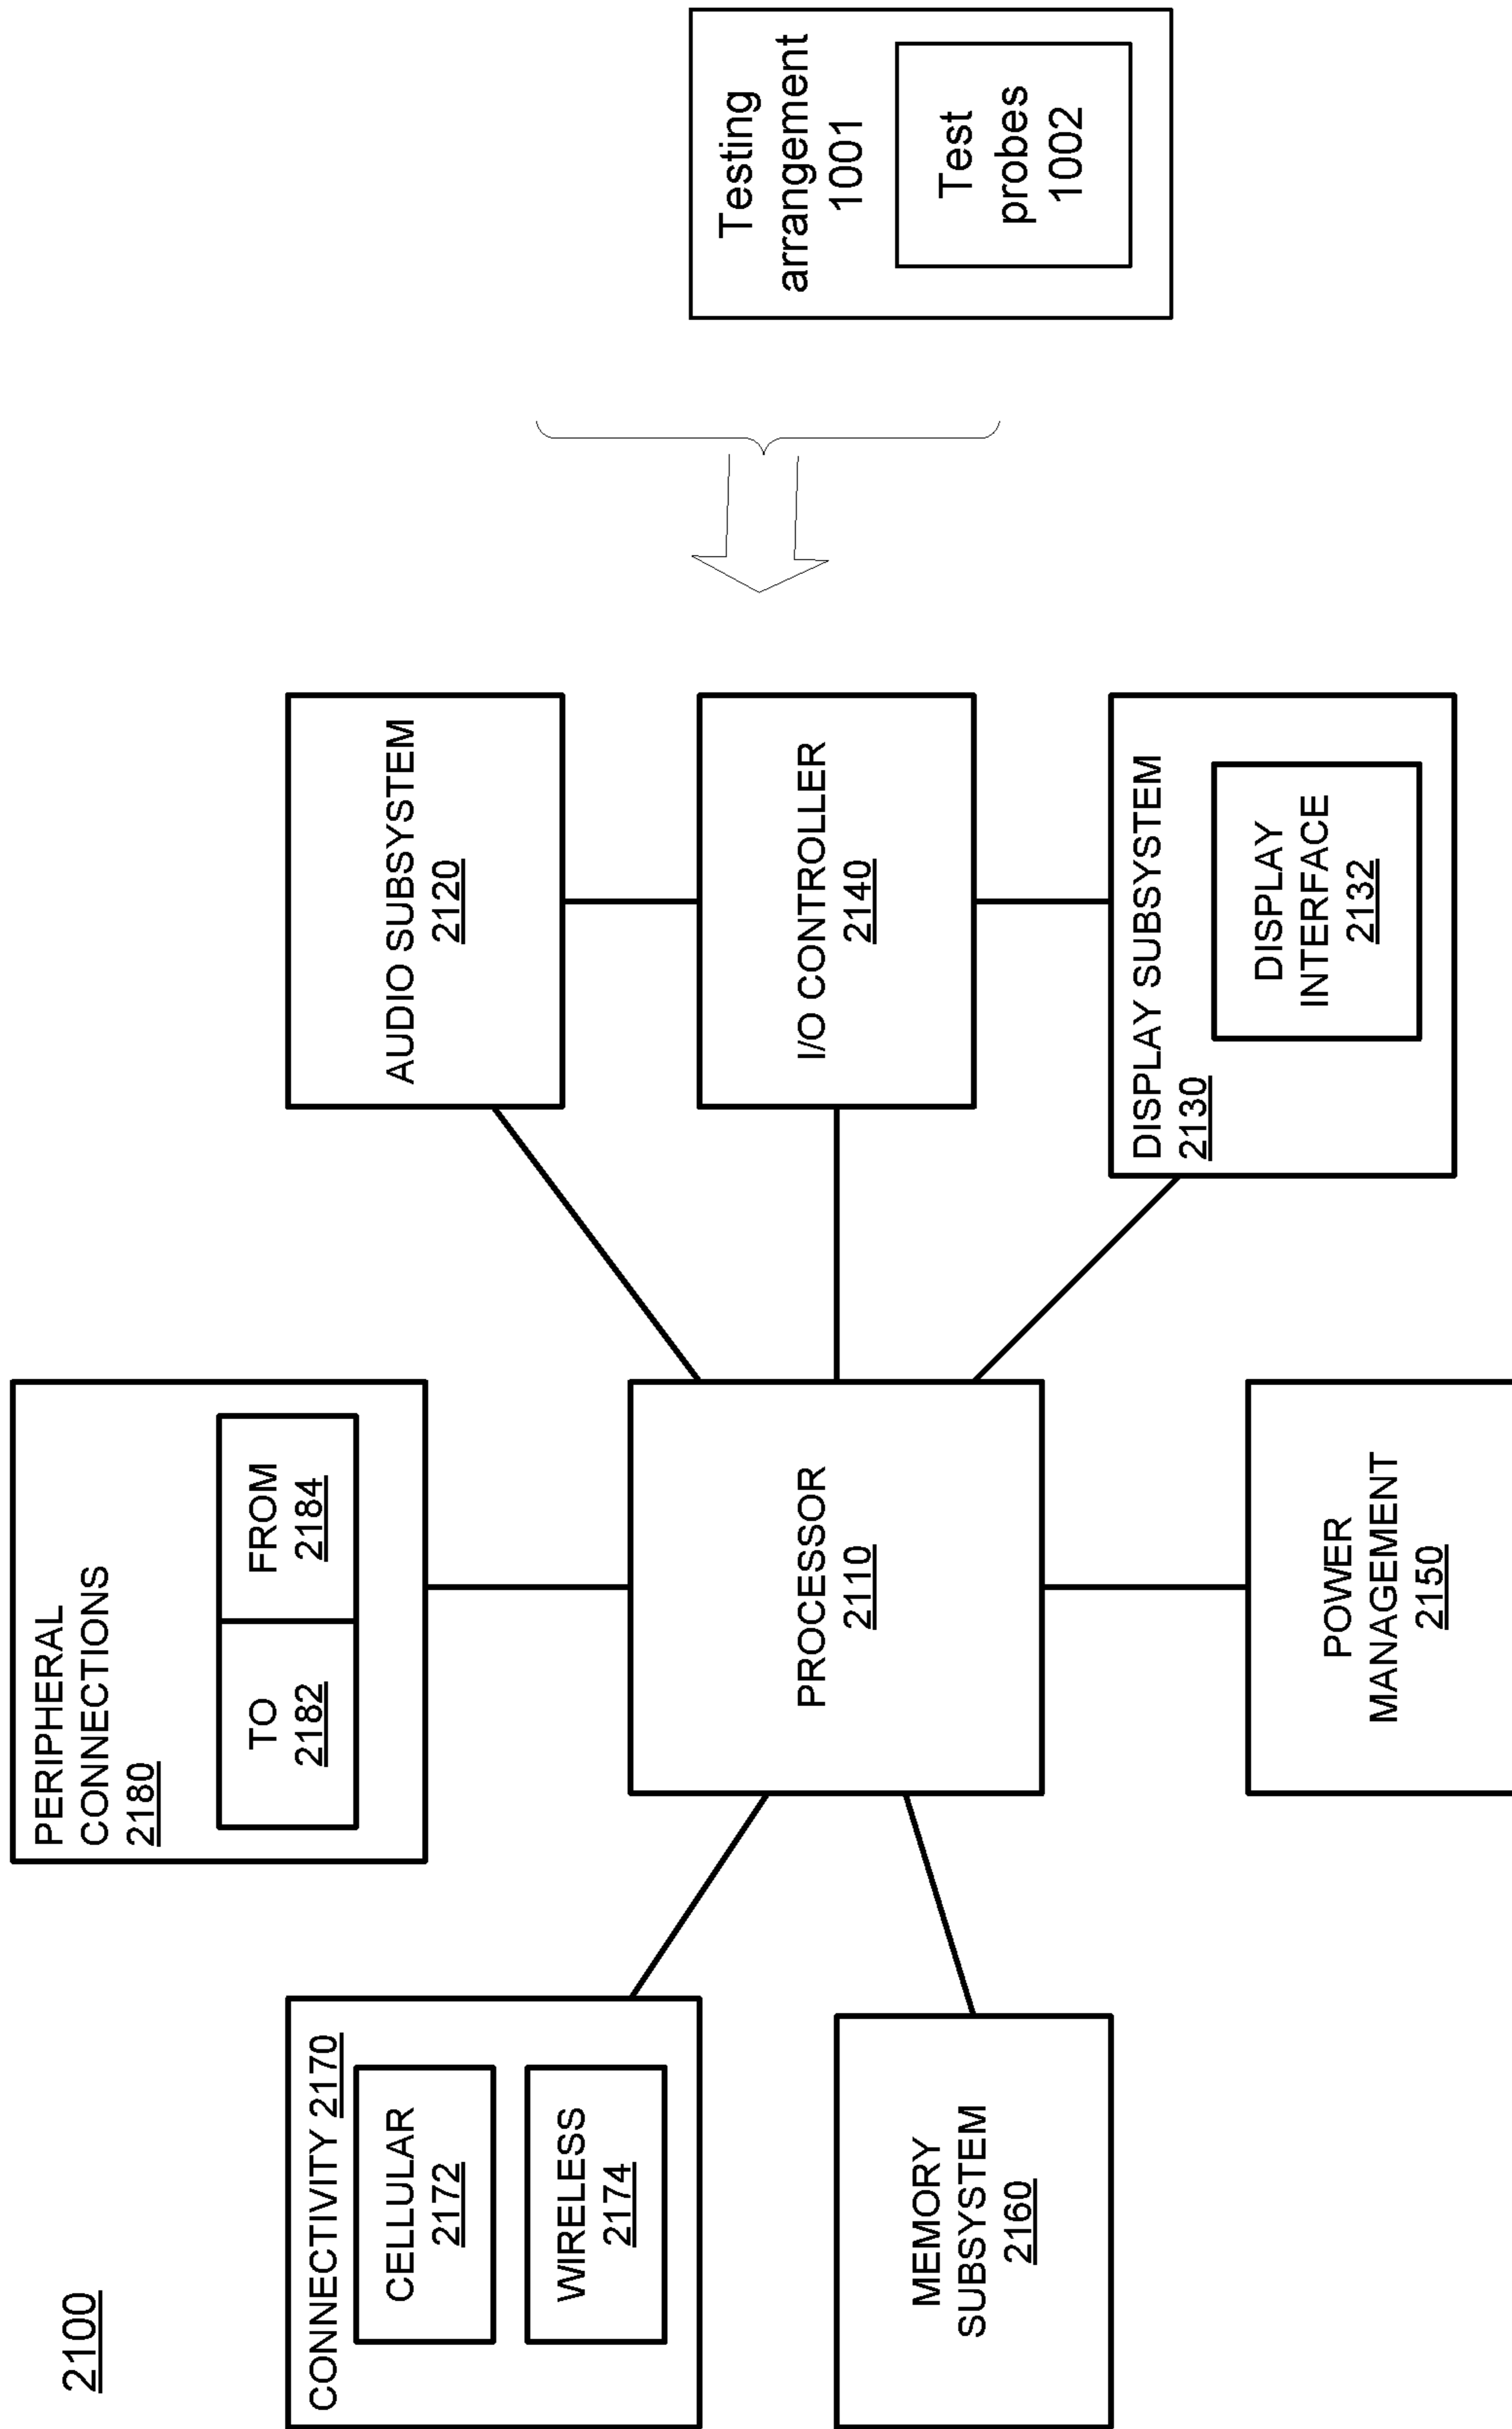 2100
PERIPHERAL
CONNECTIONS
2180
TO
2182
FROM
2184
CONNECTIVITY 2170
CELLULAR
2172
WIRELESS
2174
AUDIO SUBSYSTEM
2120
PROCESSOR
2110
I/O CONTROLLER
2140
MEMORY
SUBSYSTEM
2160
DISPLAY SUBSYSTEM
2130
DISPLAY
INTERFACE
2132
POWER
MANAGEMENT
2150
Testing
arrangement
1001
Test
probes
1002